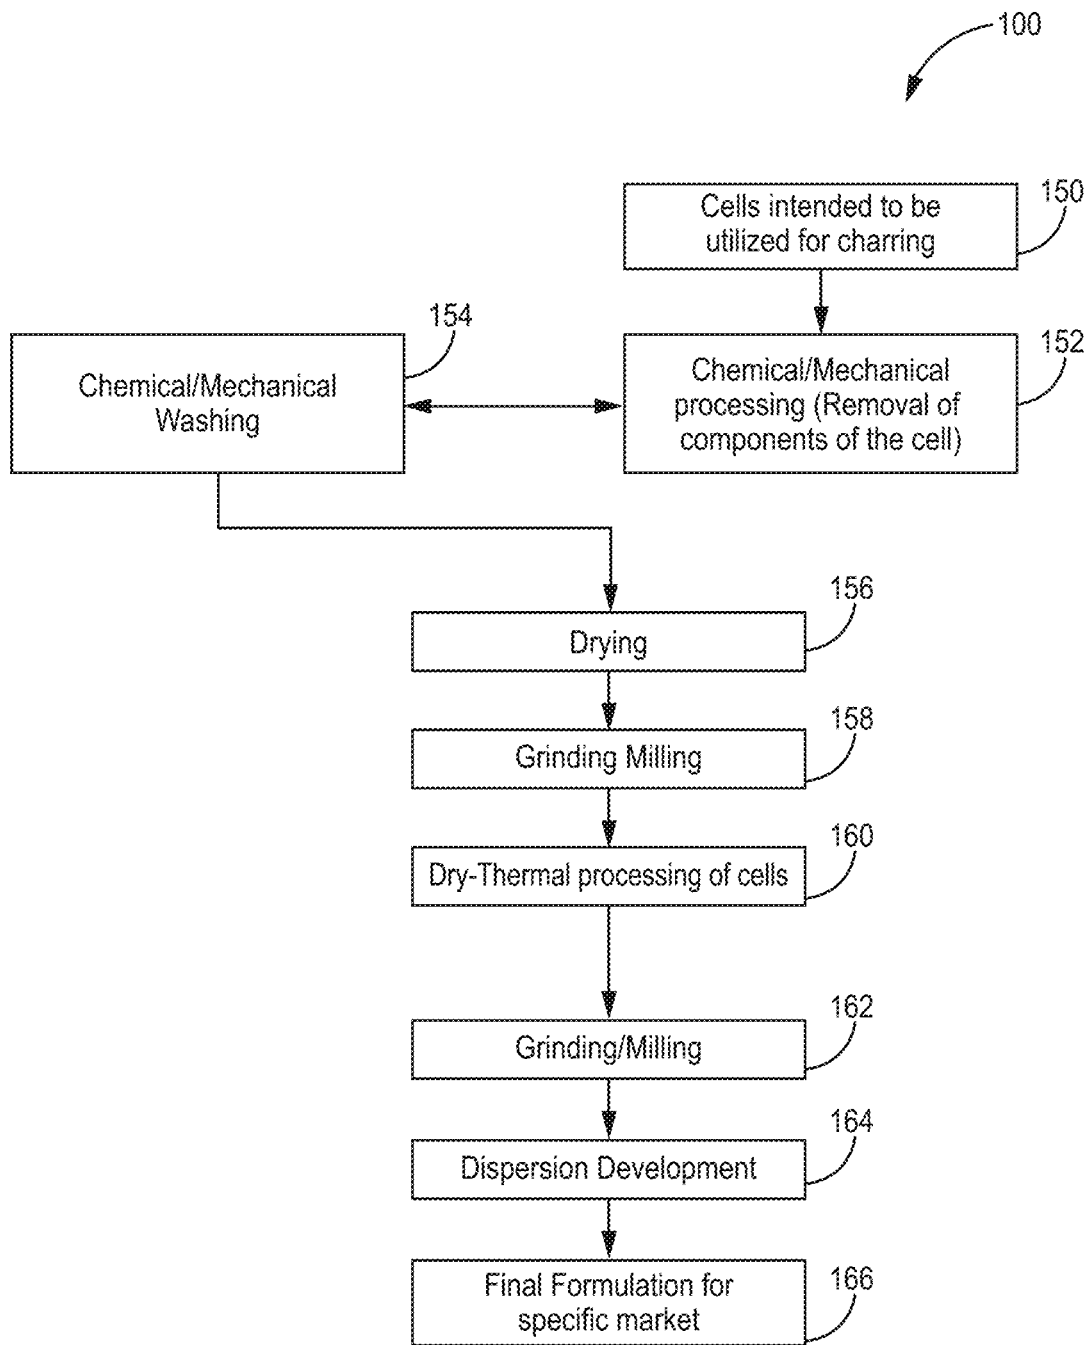 100
Cells intended to be
utilized for charring
150
154
Chemical/Mechanical
Washing
Chemical/Mechanical
processing (Removal of
components of the cell)
152
Drying
156
Grinding Milling
158
Dry-Thermal processing of cells
160
Grinding/Milling
162
Dispersion Development
164
Final Formulation for
specific market
166